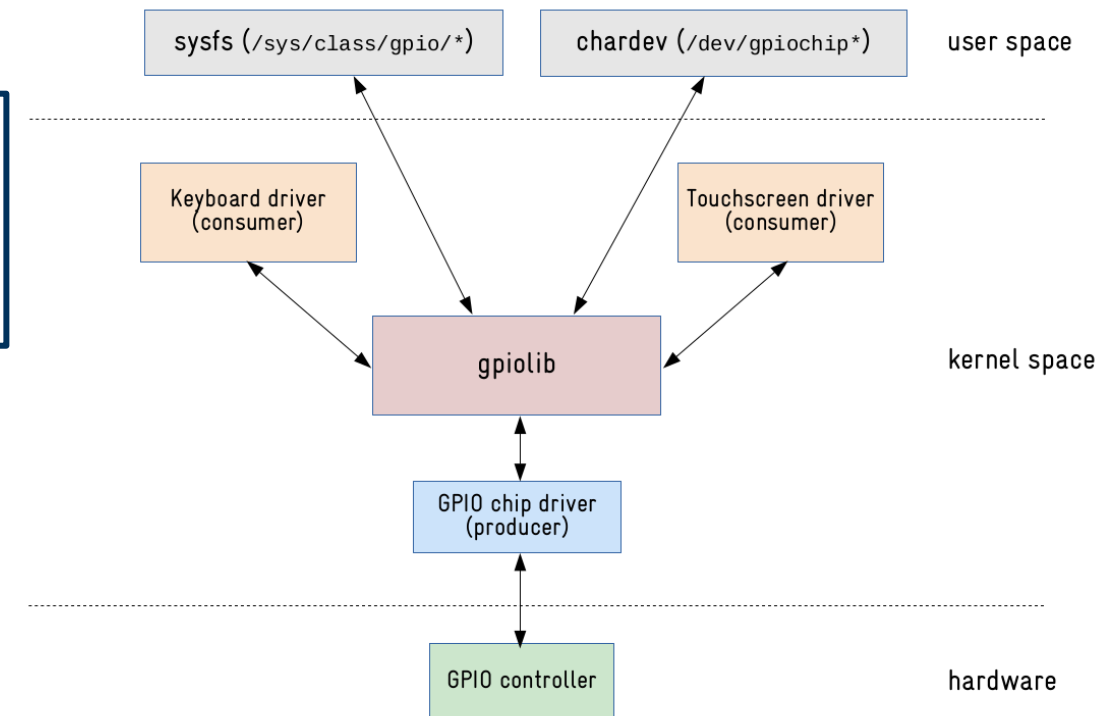 sysfs (/sys/class/gpio/*)
chardev (/dev/gpiochip*)
user space
Keyboard driver
(consumer)
Touchscreen driver
(consumer)
gpiolib
kernel space
GPIO chip driver
(producer)
GPIO controller
hardware